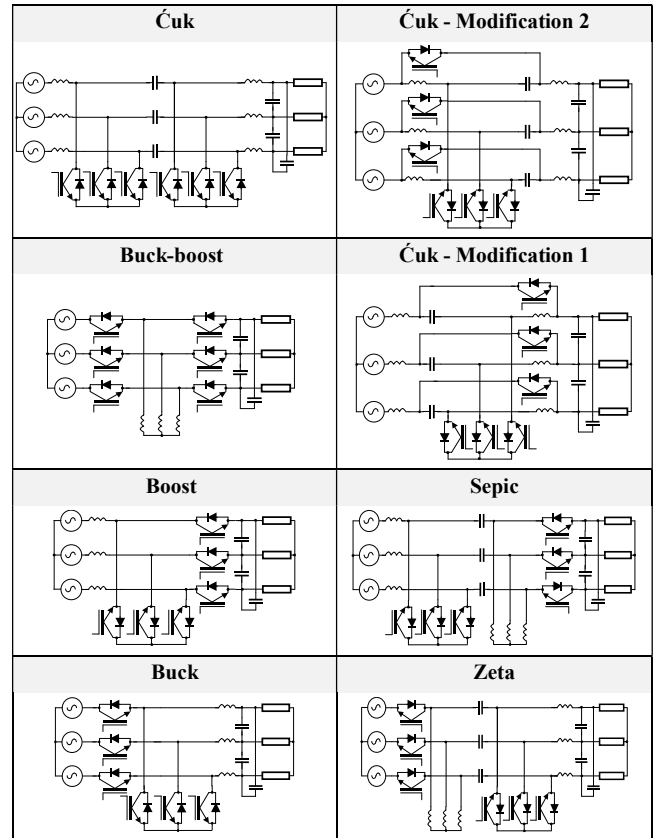 Ćuk
Ćuk - Modification 2
Buck-boost
Ćuk - Modification 1
Boost
Sepic
Buck
Zeta